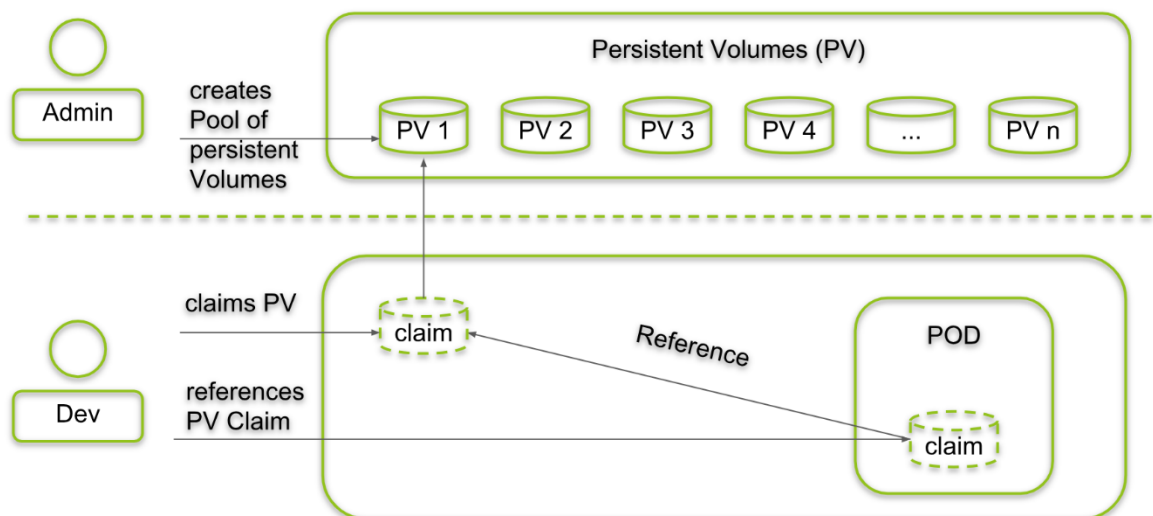 Persistent Volumes (PV)
Admin
creates
Pool of
persistent
Volumes
PV 1
PV 2
PV 3
PV 4
...
PV n
claims PV
claim
Reference
POD
Dev
references
PV Claim
claim